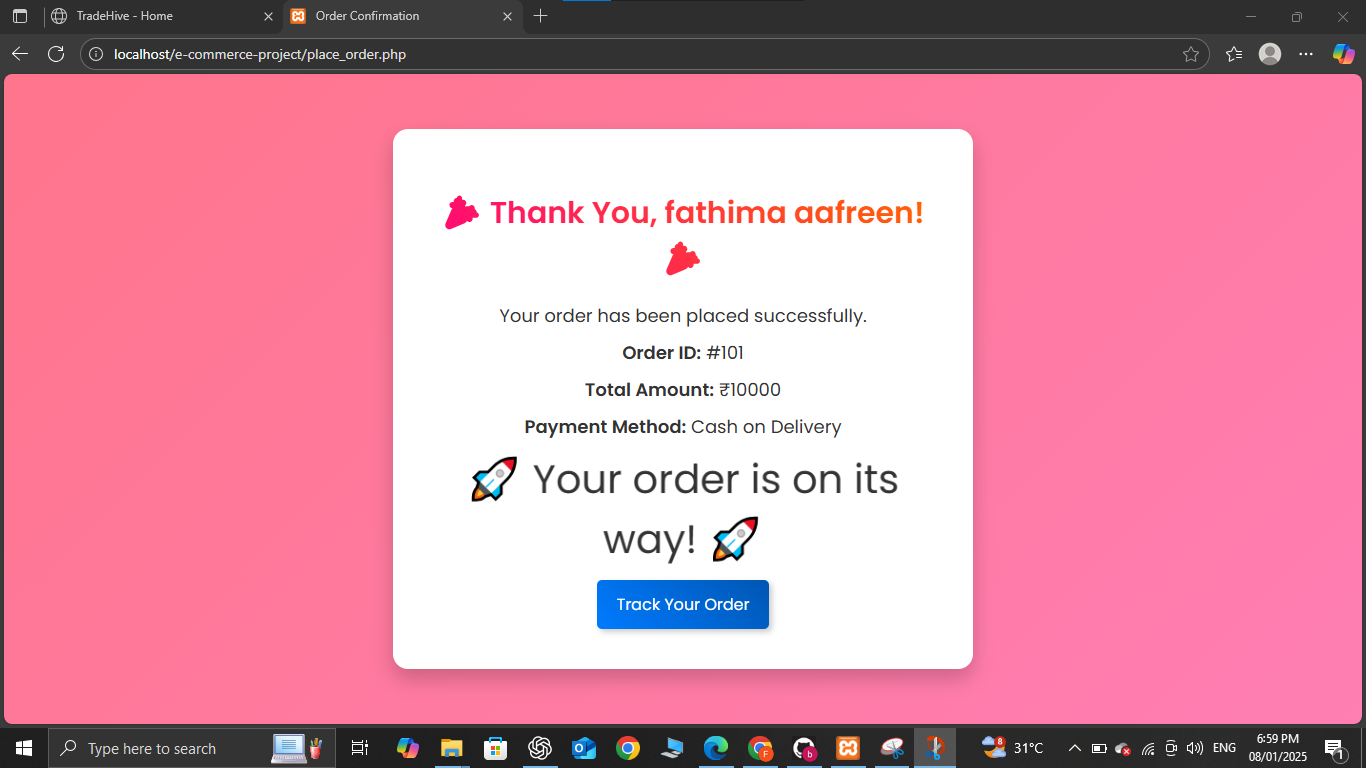 TradeHive - Home
Order Confirmation
localhost/e-commerce-project/place_order.php
🎉 Thank You, fathima aafreen!
🎉
Your order has been placed successfully.
Order ID: #101
Total Amount: ₹10000
Payment Method: Cash on Delivery
🚀 Your order is on its
way! 🚀
Track Your Order
Type here to search
8
31°C
ENG
6:59 PM
08/01/2025
1
F
b